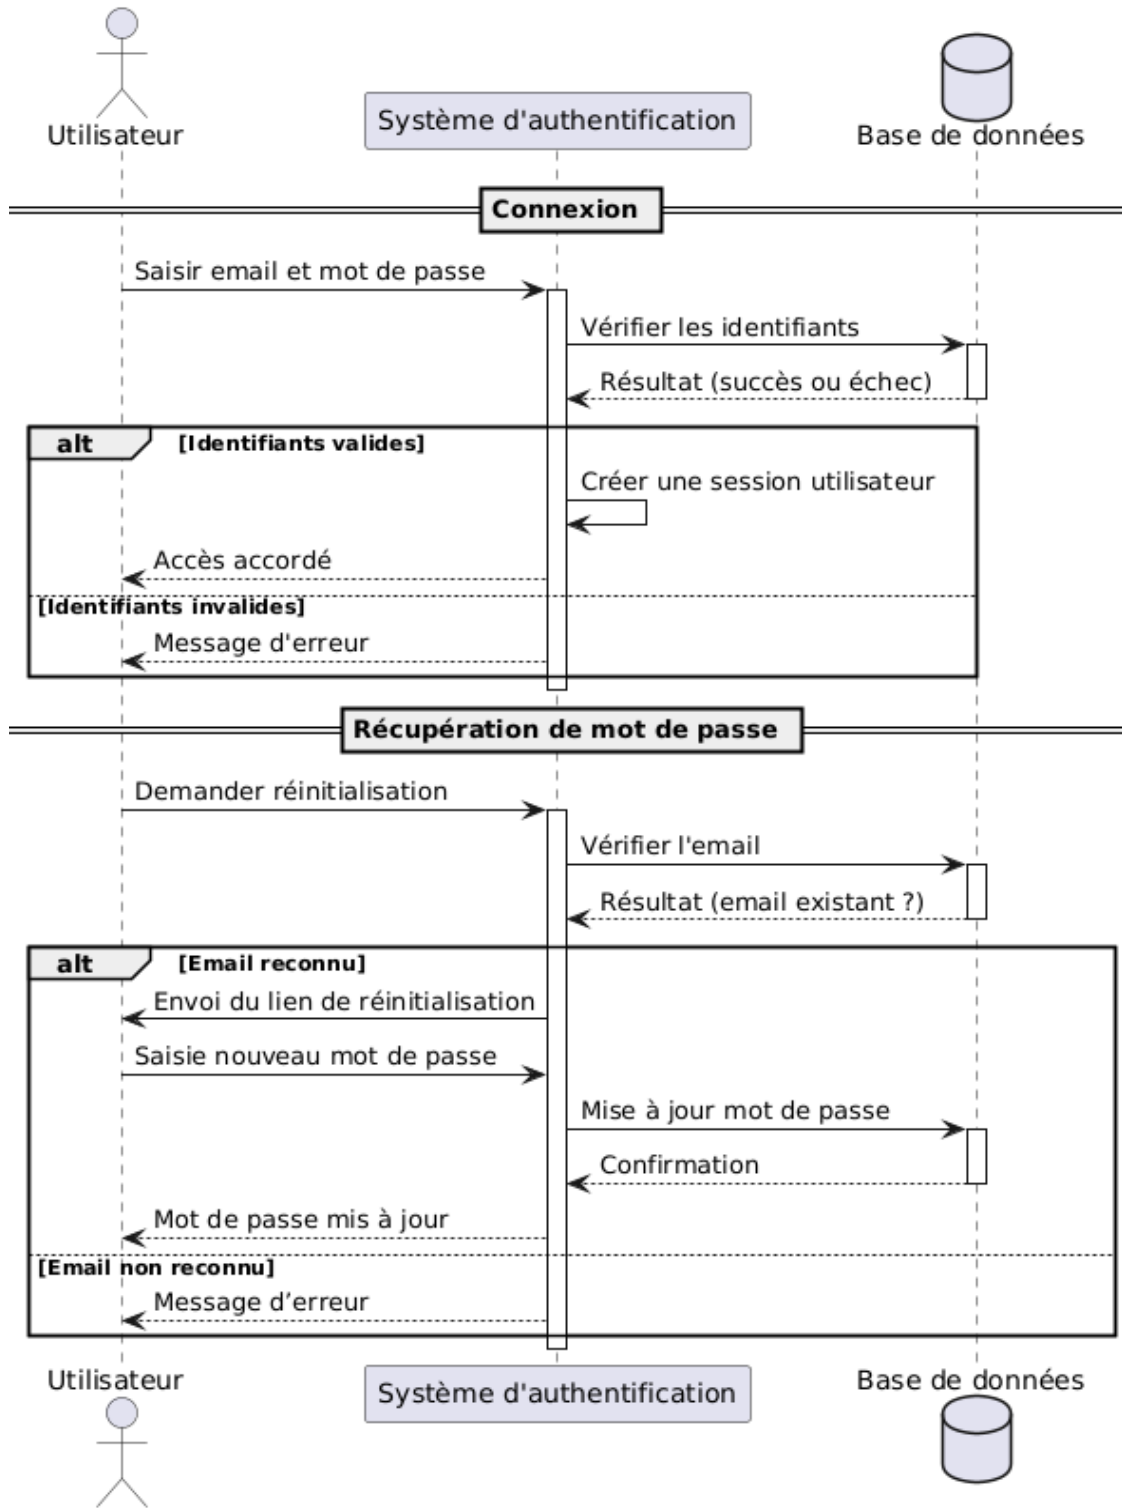 Utilisateur
Système d'authentification
Base de données
Connexion
Saisir email et mot de passe
Vérifier les identifiants
Résultat (succès ou échec)
alt [Identifiants valides]
Créer une session utilisateur
Accès accordé
[Identifiants invalides]
Message d'erreur
Récupération de mot de passe
Demander réinitialisation
Vérifier l'email
Résultat (email existant ?)
alt [Email reconnu]
Envoi du lien de réinitialisation
Saisie nouveau mot de passe
Mise à jour mot de passe
Confirmation
Mot de passe mis à jour
[Email non reconnu]
Message d’erreur
Utilisateur
Système d'authentification
Base de données